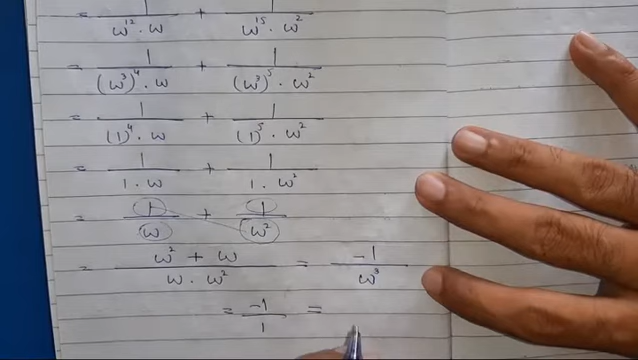 = 1/(ω¹² · ω) + 1/(ω¹⁵ · ω²)
= 1/((ω³)⁴ · ω) + 1/((ω³)⁵ · ω²)
= 1/((1)⁴ · ω) + 1/((1)⁵ · ω²)
= 1/(1 · ω) + 1/(1 · ω²)
= 1/ω + 1/ω²
= (ω² + ω)/(ω · ω²) = -1/ω³
= -1/1 =